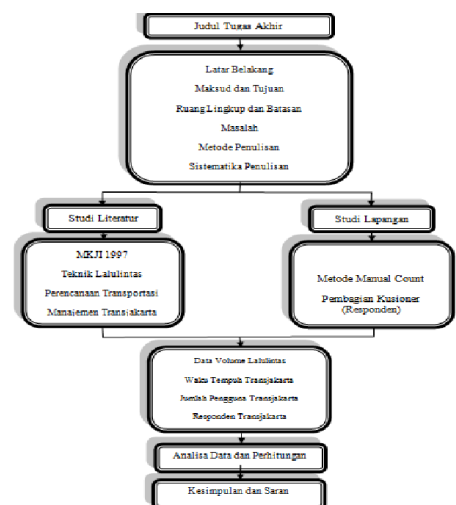 Judul Tugas Akhir
Latar Belakang
Maksud dan Tujuan
Ruang Lingkup dan Batasan
Masalah
Metode Penulisan
Sistematika Penulisan
Studi Literatur
Studi Lapangan
MKJI 1997
Teknik Lalulintas
Perencanaan Transportasi
Manajemen Transjakarta
Metode Manual Count
Pembagian Kusioner
(Responden)
Data Volume Lalulintas
Waku Tempuh Transjakarta
Jumlah Pengguna Transjakarta
Responden Transjakarta
Analisa Data dan Perhitungan
Kesimpulan dan Saran